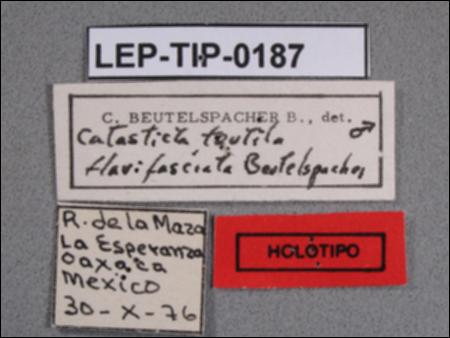 LEP-TIP-0187
C. BEUTELSPACHER B., det.
Catasticta teutila ♂
flavifasciata Beutelspacher
R. de la Maza
La Esperanza
Oaxaca
Mexico
30-X-76
HOLOTIPO